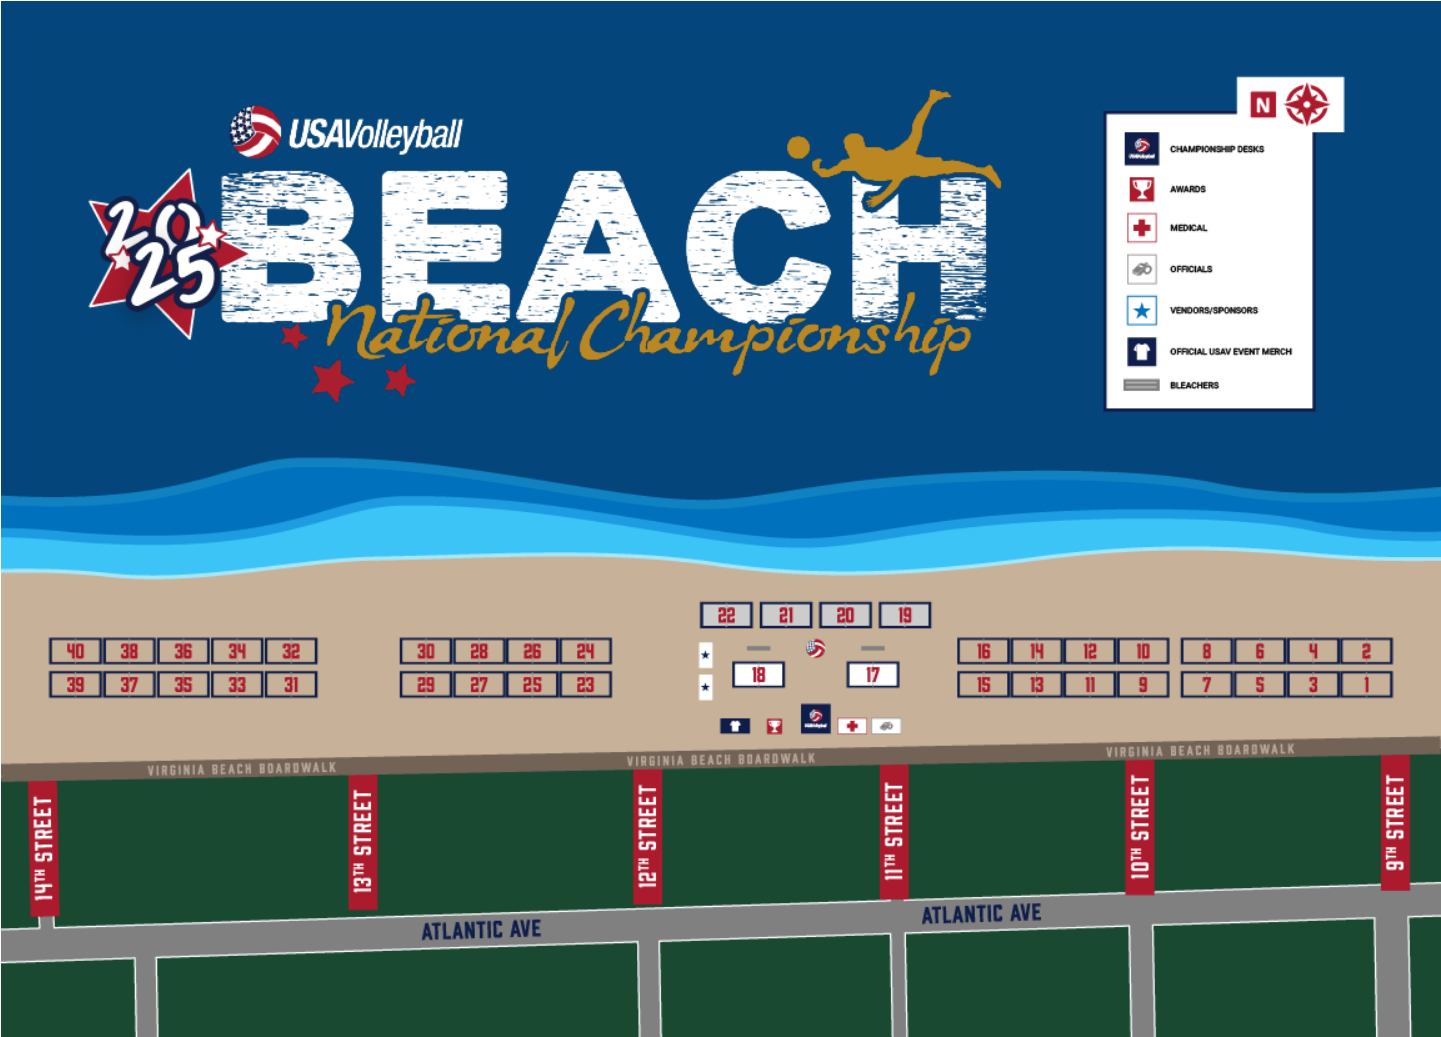 USAVolleyball
BEACH
2025
National Championship
N
CHAMPIONSHIP DESKS
AWARDS
MEDICAL
OFFICIALS
VENDORS/SPONSORS
OFFICIAL USAV EVENT MERCH
BLEACHERS
22 21 20 19
40 38 36 34 32 30 28 26 24 16 14 12 10 8 6 4 2
18 17
39 37 35 33 31 29 27 25 23 15 13 11 9 7 5 3 1
VIRGINIA BEACH BOARDWALK VIRGINIA BEACH BOARDWALK VIRGINIA BEACH BOARDWALK
14TH STREET
13TH STREET
12TH STREET
11TH STREET
10TH STREET
9TH STREET
ATLANTIC AVE ATLANTIC AVE